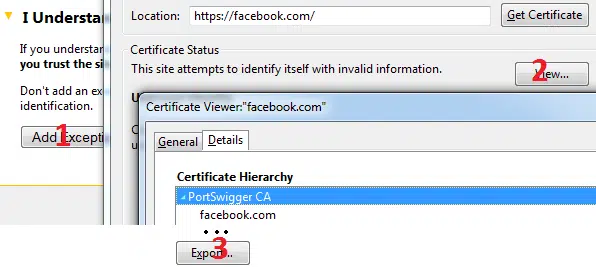 I Understand
If you understa
you trust the si
Don't add an ex
identification.
Add Excepti
1
Location:
https://facebook.com/
Get Certificate
Certificate Status
This site attempts to identify itself with invalid information.
View...
2
Certificate Viewer:"facebook.com"
General
Details
Certificate Hierarchy
PortSwigger CA
facebook.com
• • •
Export...
3